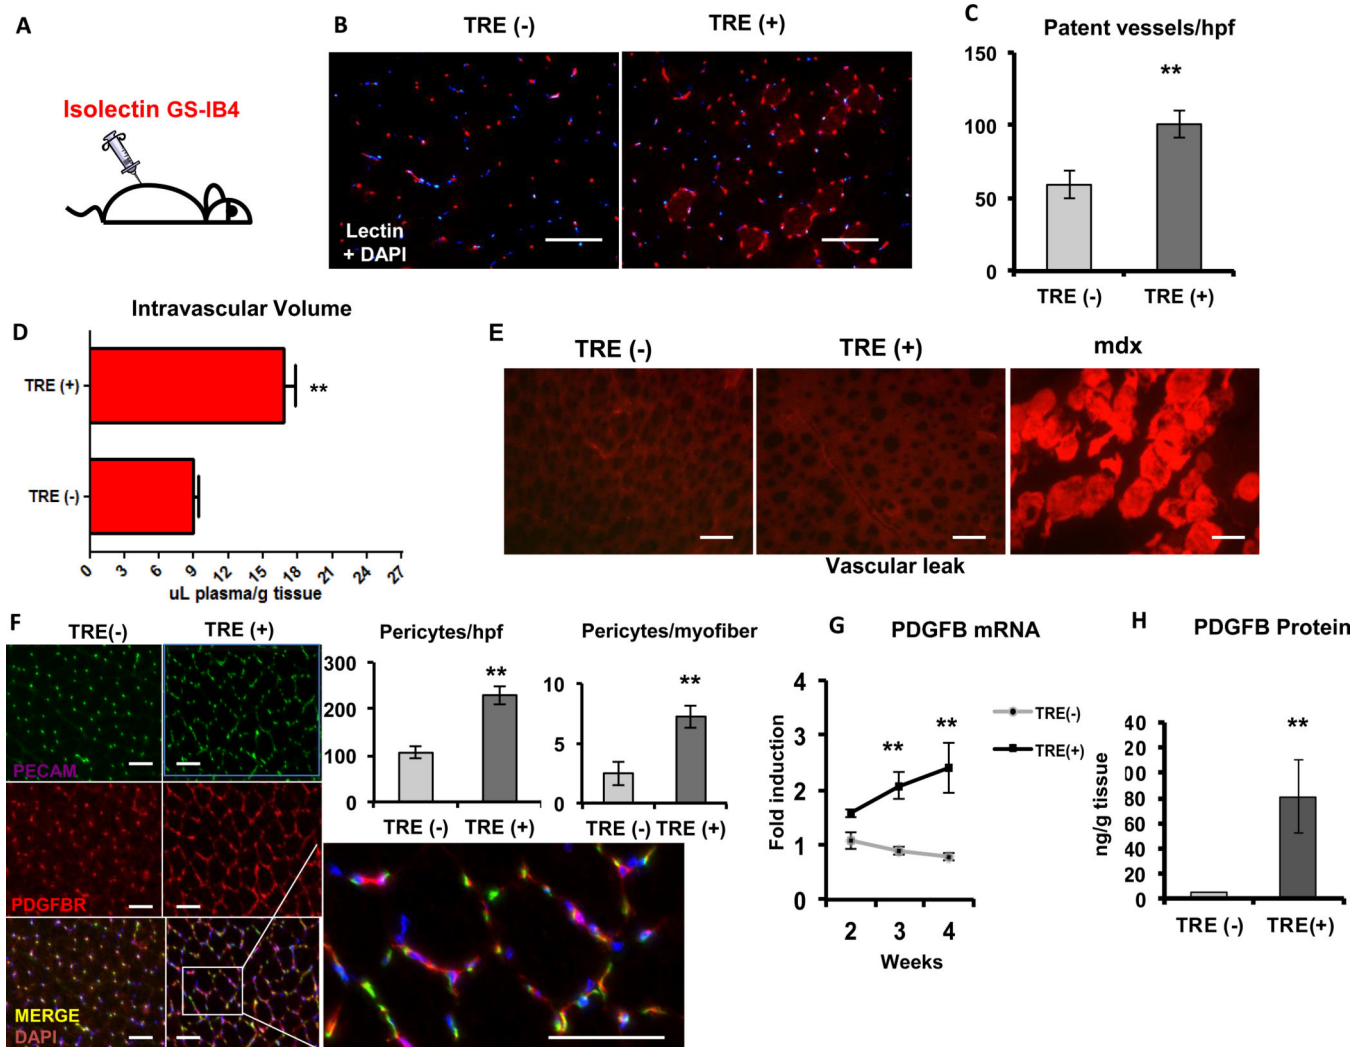 A
Isolectin GS-IB4
B
TRE (-)
TRE (+)
Lectin
+ DAPI
C
Patent vessels/hpf
150
**
100
50
0
TRE (-)
TRE (+)
Intravascular Volume
D
TRE (+)
**
TRE (-)
0 3 6 9 12 15 18 21 24 27
uL plasma/g tissue
E
TRE (-)
TRE (+)
mdx
Vascular leak
F
TRE(-)
TRE (+)
PECAM
PDGFBR
MERGE
DAPI
Pericytes/hpf
300
**
200
100
0
TRE (-)
TRE (+)
Pericytes/myofiber
10
**
5
0
TRE (-)
TRE (+)
G
PDGFB mRNA
4
3
2
1
0
Fold induction
**
**
TRE(-)
TRE(+)
2 3 4
Weeks
H
PDGFB Protein
40
20
00
80
60
40
20
0
ng/g tissue
**
TRE (-)
TRE(+)